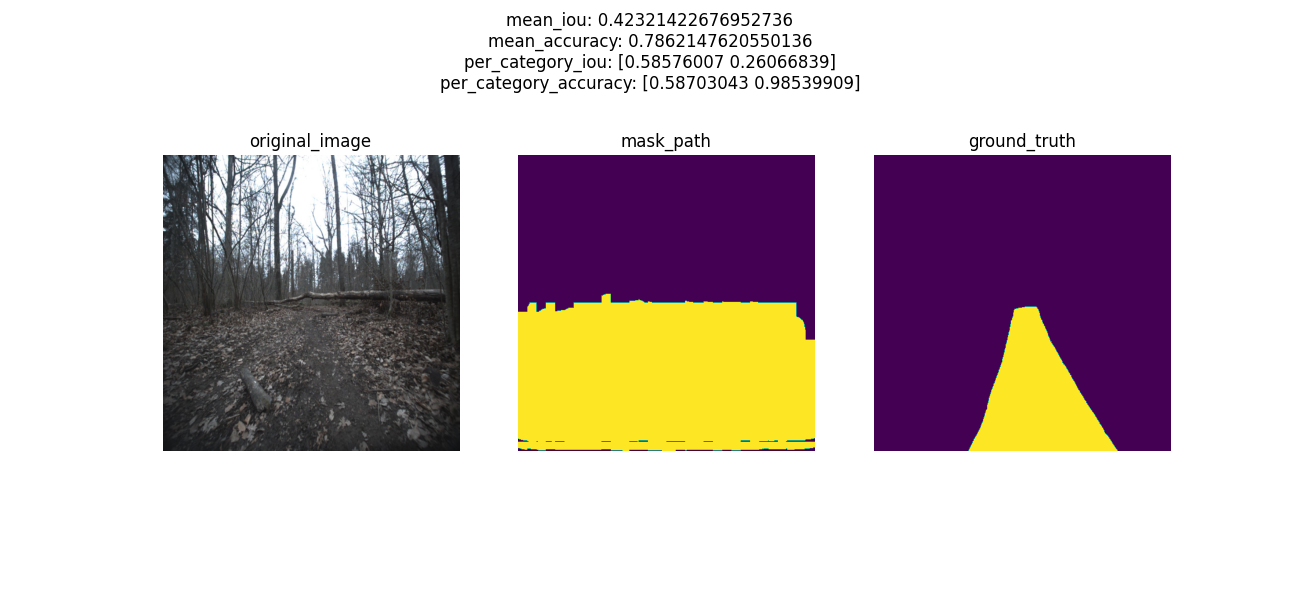 mean_iou: 0.42321422676952736
mean_accuracy: 0.7862147620550136
per_category_iou: [0.58576007 0.26066839]
per_category_accuracy: [0.58703043 0.98539909]
original_image
mask_path
ground_truth